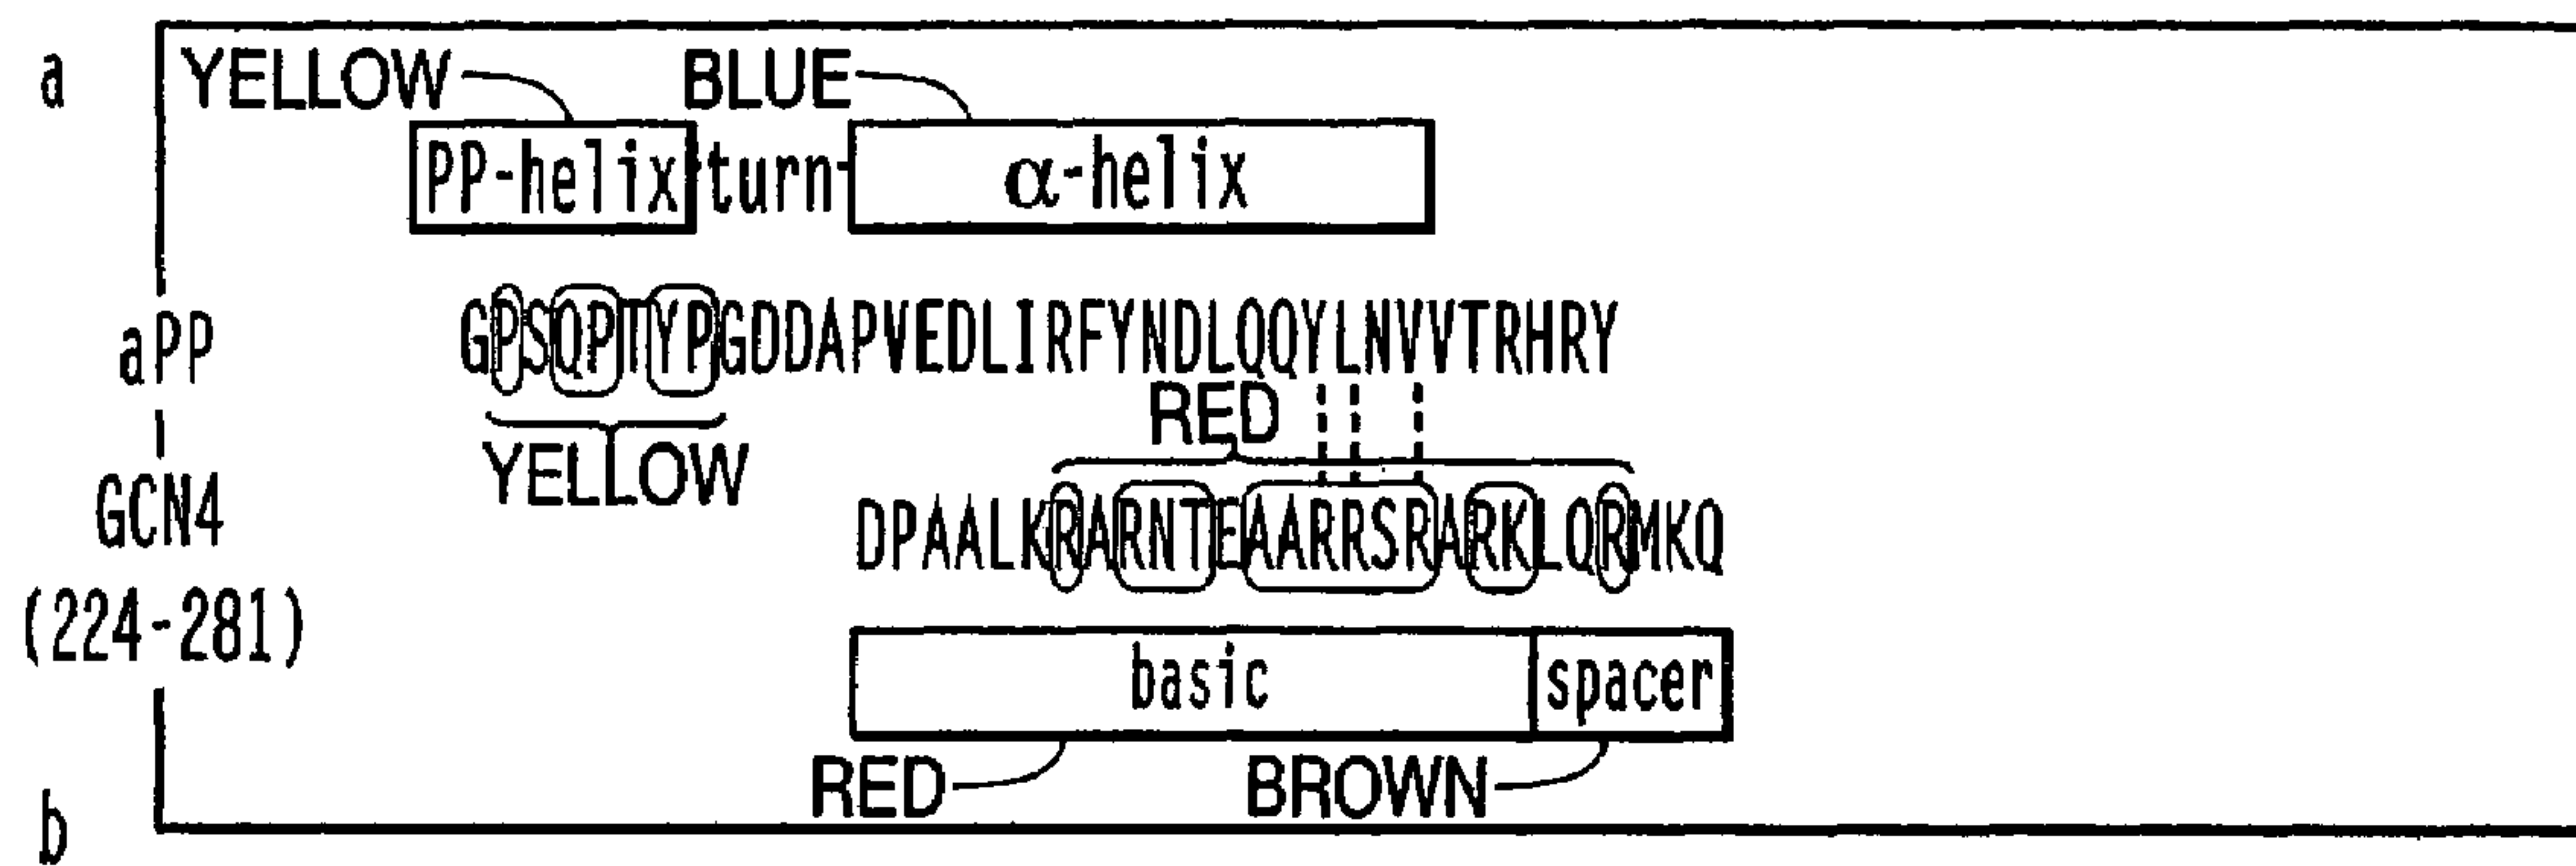 a
YELLOW BLUE
PP-helix turn α-helix
aPP GPSQPTYPGDDAPVEDLIRFYNDLQQYLNVVTRHRY
YELLOW RED
GCN4 DPAALKRARNTEAARRSRARKLQRMKQ
(224-281)
basic spacer
RED BROWN
b